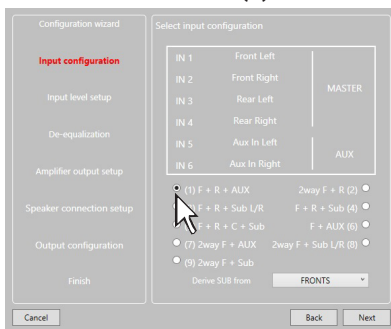 Configuration wizard
Input configuration
Input level setup
De-equalization
Amplifier output setup
Speaker connection setup
Output configuration
Finish
Select input configuration
IN 1 Front Left
IN 2 Front Right
IN 3 Rear Left
IN 4 Rear Right
MASTER
IN 5 Aux In Left
IN 6 Aux In Right
AUX
(1) F + R + AUX 2way F + R (2)
F + R + Sub L/R F + R + Sub (4)
F + R + C + Sub F + AUX (6)
(7) 2way F + AUX 2way F + Sub L/R (8)
(9) 2way F + Sub
Derive SUB from FRONTS
Cancel Back Next